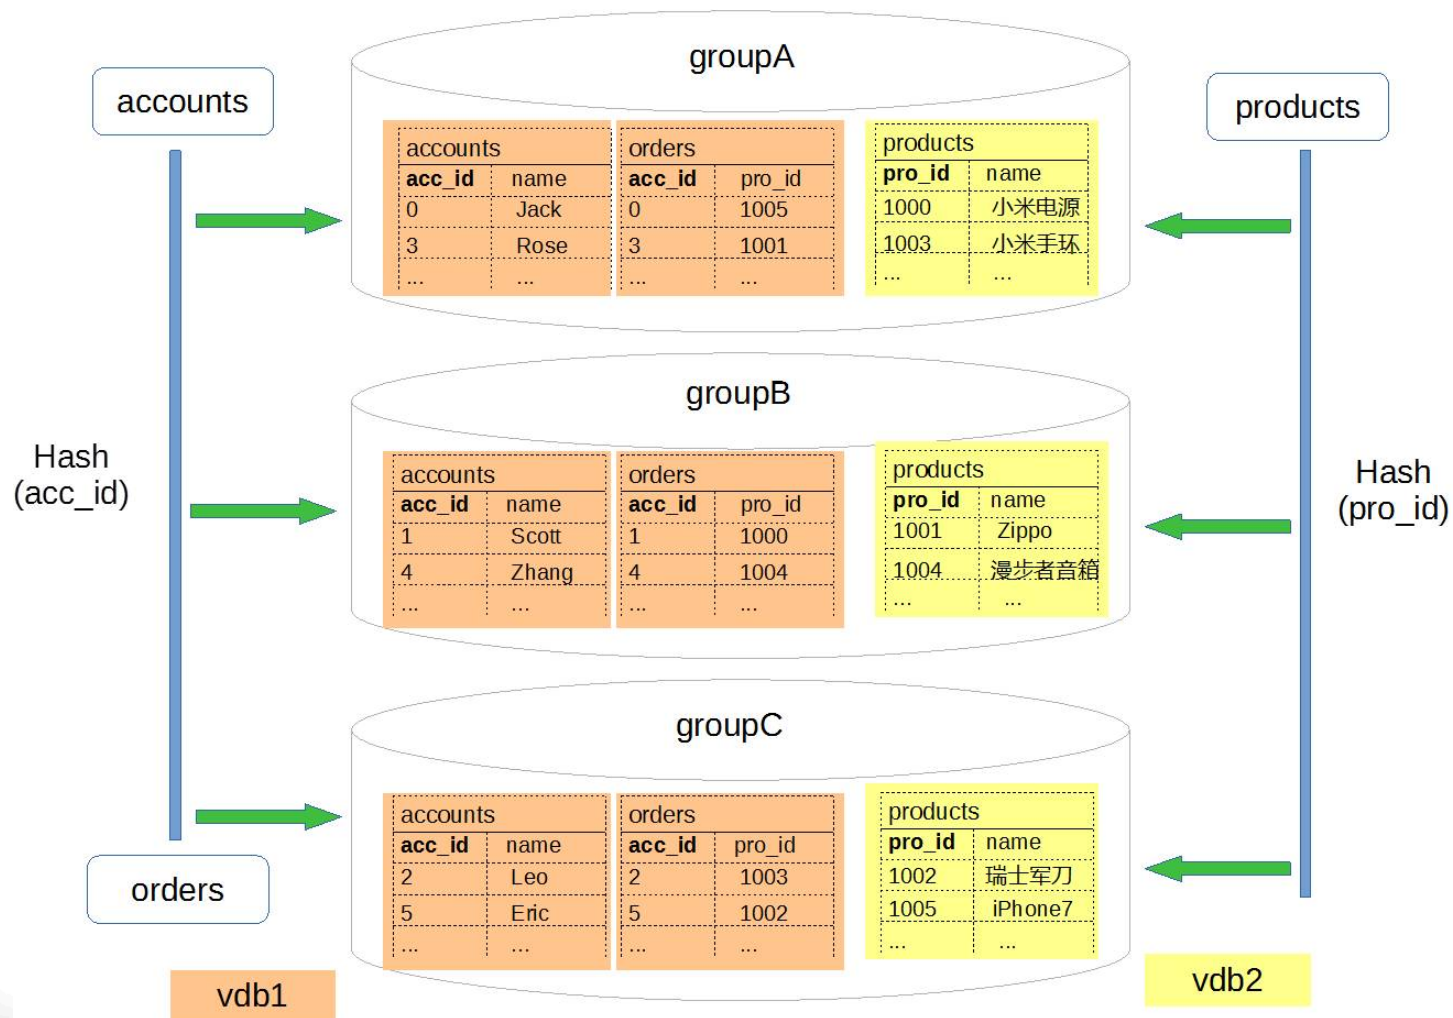 groupA
accounts
products
accounts
acc_id name
0 Jack
3 Rose
... ...
orders
acc_id pro_id
0 1005
3 1001
... ...
products
pro_id name
1000 小米电源
1003 小米手环
... ...
groupB
Hash
(acc_id)
accounts
acc_id name
1 Scott
4 Zhang
... ...
orders
acc_id pro_id
1 1000
4 1004
... ...
products
pro_id name
1001 Zippo
1004 漫步者音箱
... ...
Hash
(pro_id)
groupC
accounts
acc_id name
2 Leo
5 Eric
... ...
orders
acc_id pro_id
2 1003
5 1002
... ...
products
pro_id name
1002 瑞士军刀
1005 iPhone7
... ...
orders
vdb1
vdb2